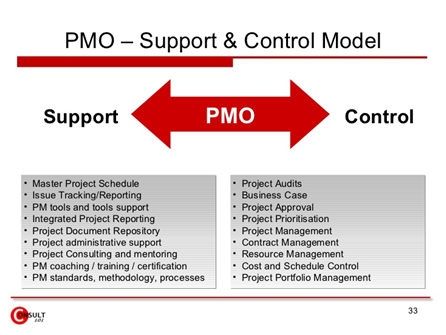 PMO – Support & Control Model
Support
PMO
Control
• Master Project Schedule
• Issue Tracking/Reporting
• PM tools and tools support
• Integrated Project Reporting
• Project Document Repository
• Project administrative support
• Project Consulting and mentoring
• PM coaching / training / certification
• PM standards, methodology, processes
• Project Audits
• Business Case
• Project Approval
• Project Prioritisation
• Project Management
• Contract Management
• Resource Management
• Cost and Schedule Control
• Project Portfolio Management
33
CONSULT